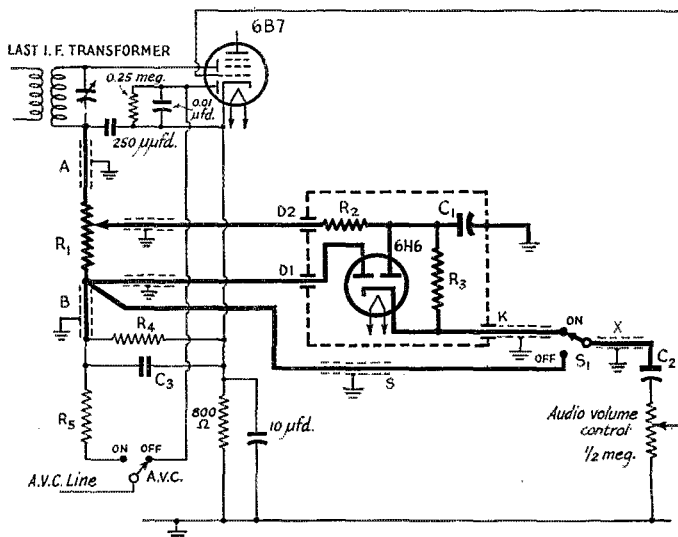 6B7
LAST I.F. TRANSFORMER
0.25 meg.
0.01
µfd.
250 µµfd.
A
R1
D2
R2
C1
6H6
R3
D1
B
K
ON
X
S1
C2
OFF
R4
C3
S
R5
800
Ω
10 µfd.
Audio volume
control
1/2 meg.
ON
OFF
A.V.C.
A.V.C. Line